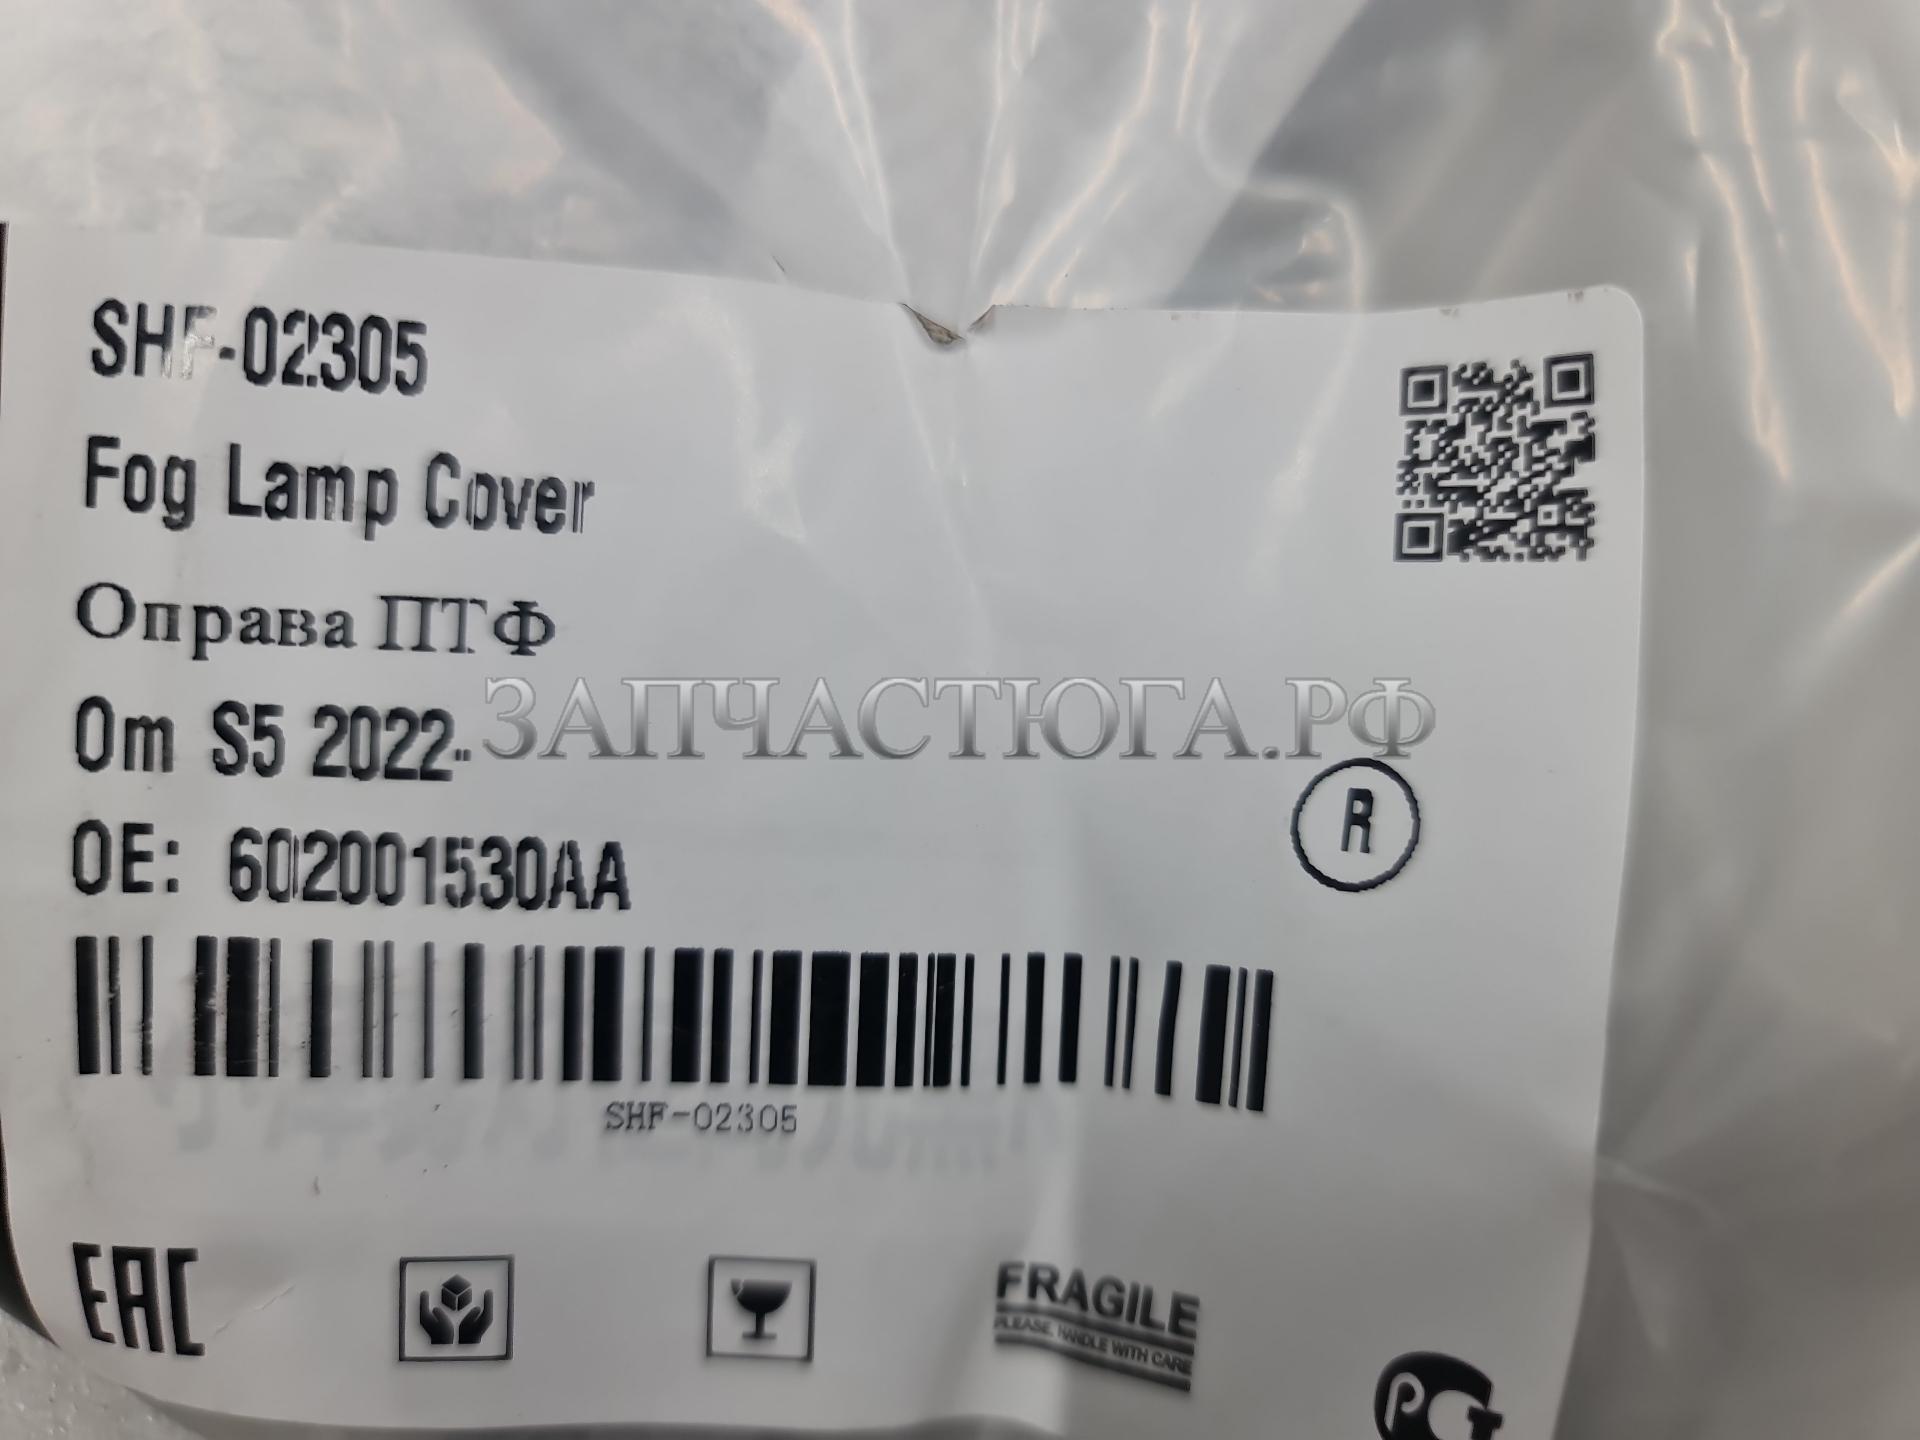 SHF-02305
Fog Lamp Cover
Оправа ПТФ
Om S5 2022-
ЗАПЧАСТЮГА.РФ
R
OE: 602001530AA
SHF-02305
EAC
FRAGILE
PLEASE, HANDLE WITH CARE
РСТ